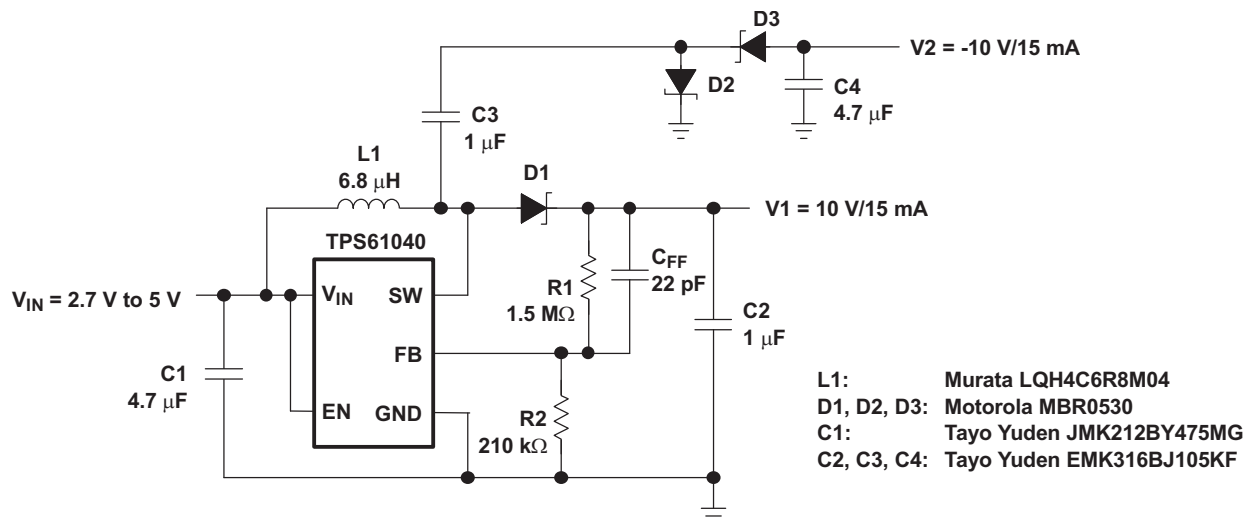 D3
V2 = -10 V/15 mA
D2
C4
4.7 μF
C3
1 μF
L1
6.8 μH
D1
V1 = 10 V/15 mA
TPS61040
CFF
22 pF
VIN = 2.7 V to 5 V
VIN
SW
R1
1.5 MΩ
C2
1 μF
FB
C1
4.7 μF
EN
GND
R2
210 kΩ
L1: Murata LQH4C6R8M04
D1, D2, D3: Motorola MBR0530
C1: Tayo Yuden JMK212BY475MG
C2, C3, C4: Tayo Yuden EMK316BJ105KF